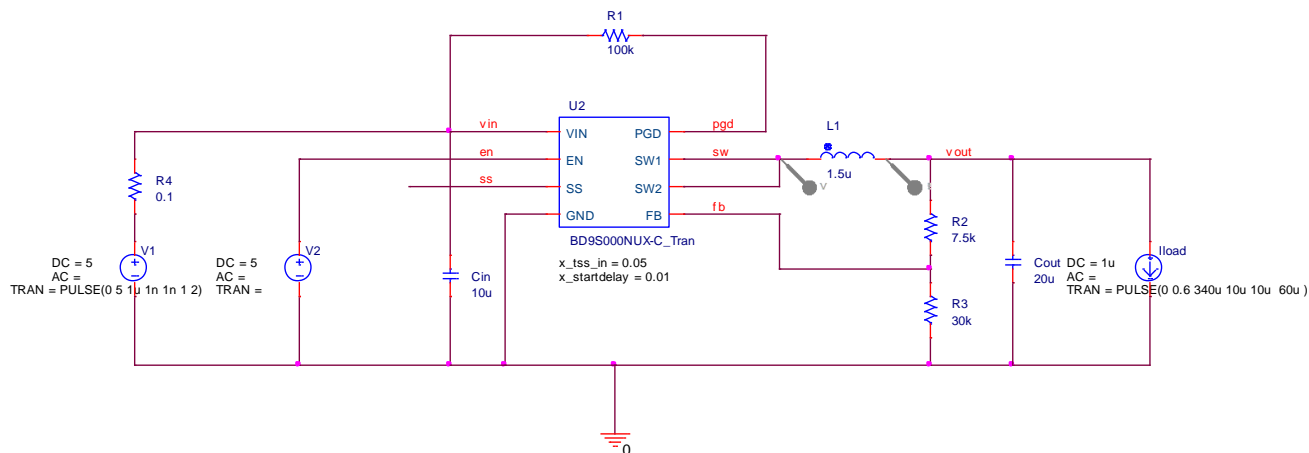 R1
100k
U2
vin
VIN
PGD
pgd
L1
en
EN
SW1
sw
vout
1.5u
ss
SS
SW2
R4
0.1
fb
GND
FB
R2
7.5k
BD9S000NUX-C_Tran
V1
V2
Iload
x_tss_in = 0.05
x_startdelay = 0.01
DC = 5
AC =
TRAN = PULSE(0 5 1u 1n 1n 1 2)
DC = 5
AC =
TRAN =
Cin
10u
Cout
20u
DC = 1u
AC =
TRAN = PULSE(0 0.6 340u 10u 10u 60u )
R3
30k
V
0